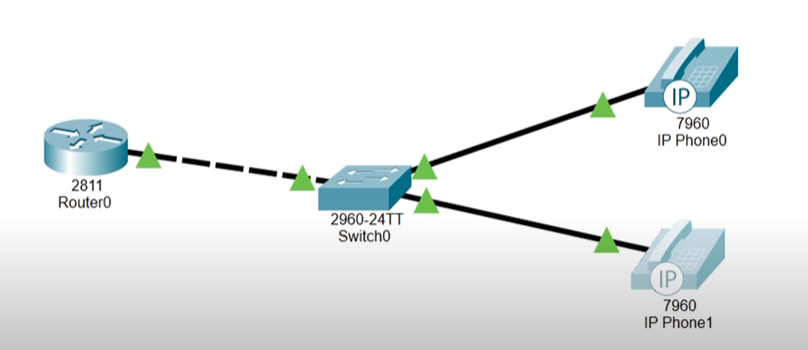 2811
Router0
2960-24TT
Switch0
IP
7960
IP Phone0
IP
7960
IP Phone1